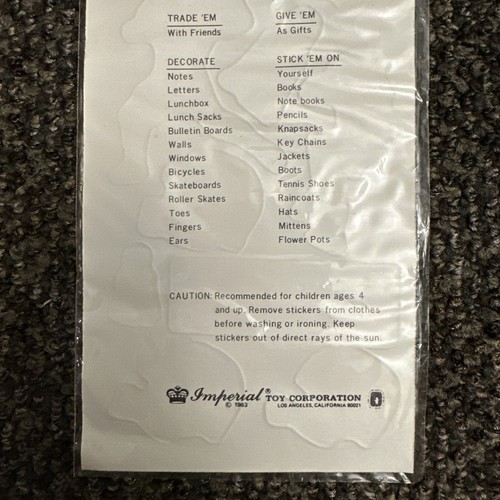 TRADE 'EM
With Friends
GIVE 'EM
As Gifts
DECORATE
Notes
Letters
Lunchbox
Lunch Sacks
Bulletin Boards
Walls
Windows
Bicycles
Skateboards
Roller Skates
Toes
Fingers
Ears
STICK 'EM ON
Yourself
Books
Note books
Pencils
Knapsacks
Key Chains
Jackets
Boots
Tennis Shoes
Raincoats
Hats
Mittens
Flower Pots
CAUTION: Recommended for children ages 4
and up. Remove stickers from clothes
before washing or ironing. Keep
stickers out of direct rays of the sun.
Imperial® TOY CORPORATION
© 1983 LOS ANGELES, CALIFORNIA 90021